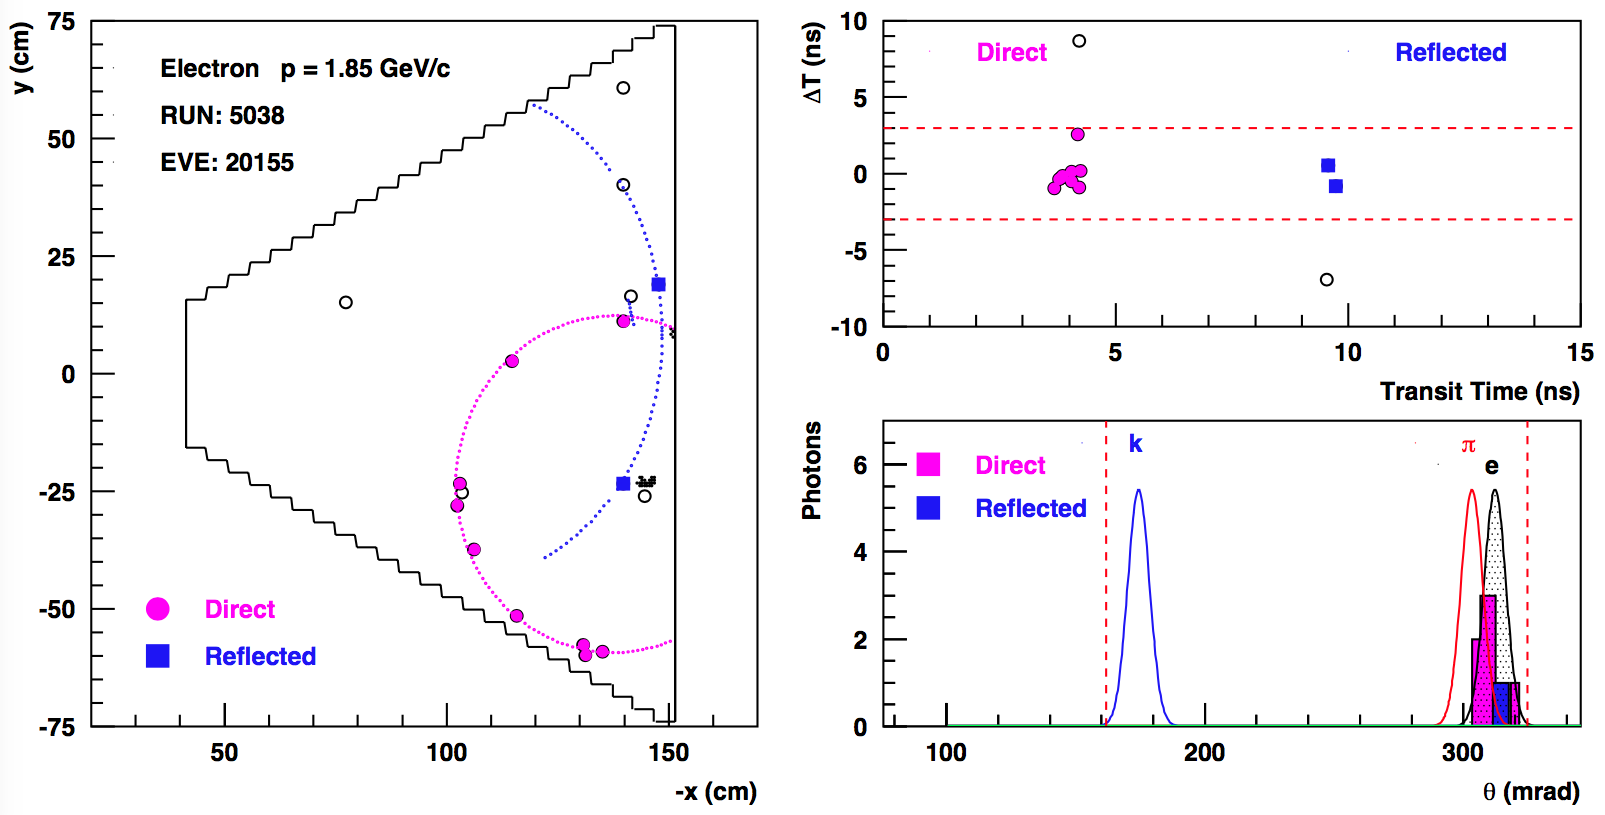 y (cm)
75
50
25
0
-25
-50
-75
Electron p = 1.85 GeV/c
RUN: 5038
EVE: 20155
Direct
Reflected
50
100
150
-x (cm)
ΔT (ns)
10
5
0
-5
-10
Direct
Reflected
0
5
10
15
Transit Time (ns)
Photons
6
4
2
0
k
π
e
Direct
Reflected
100
200
300
θ (mrad)